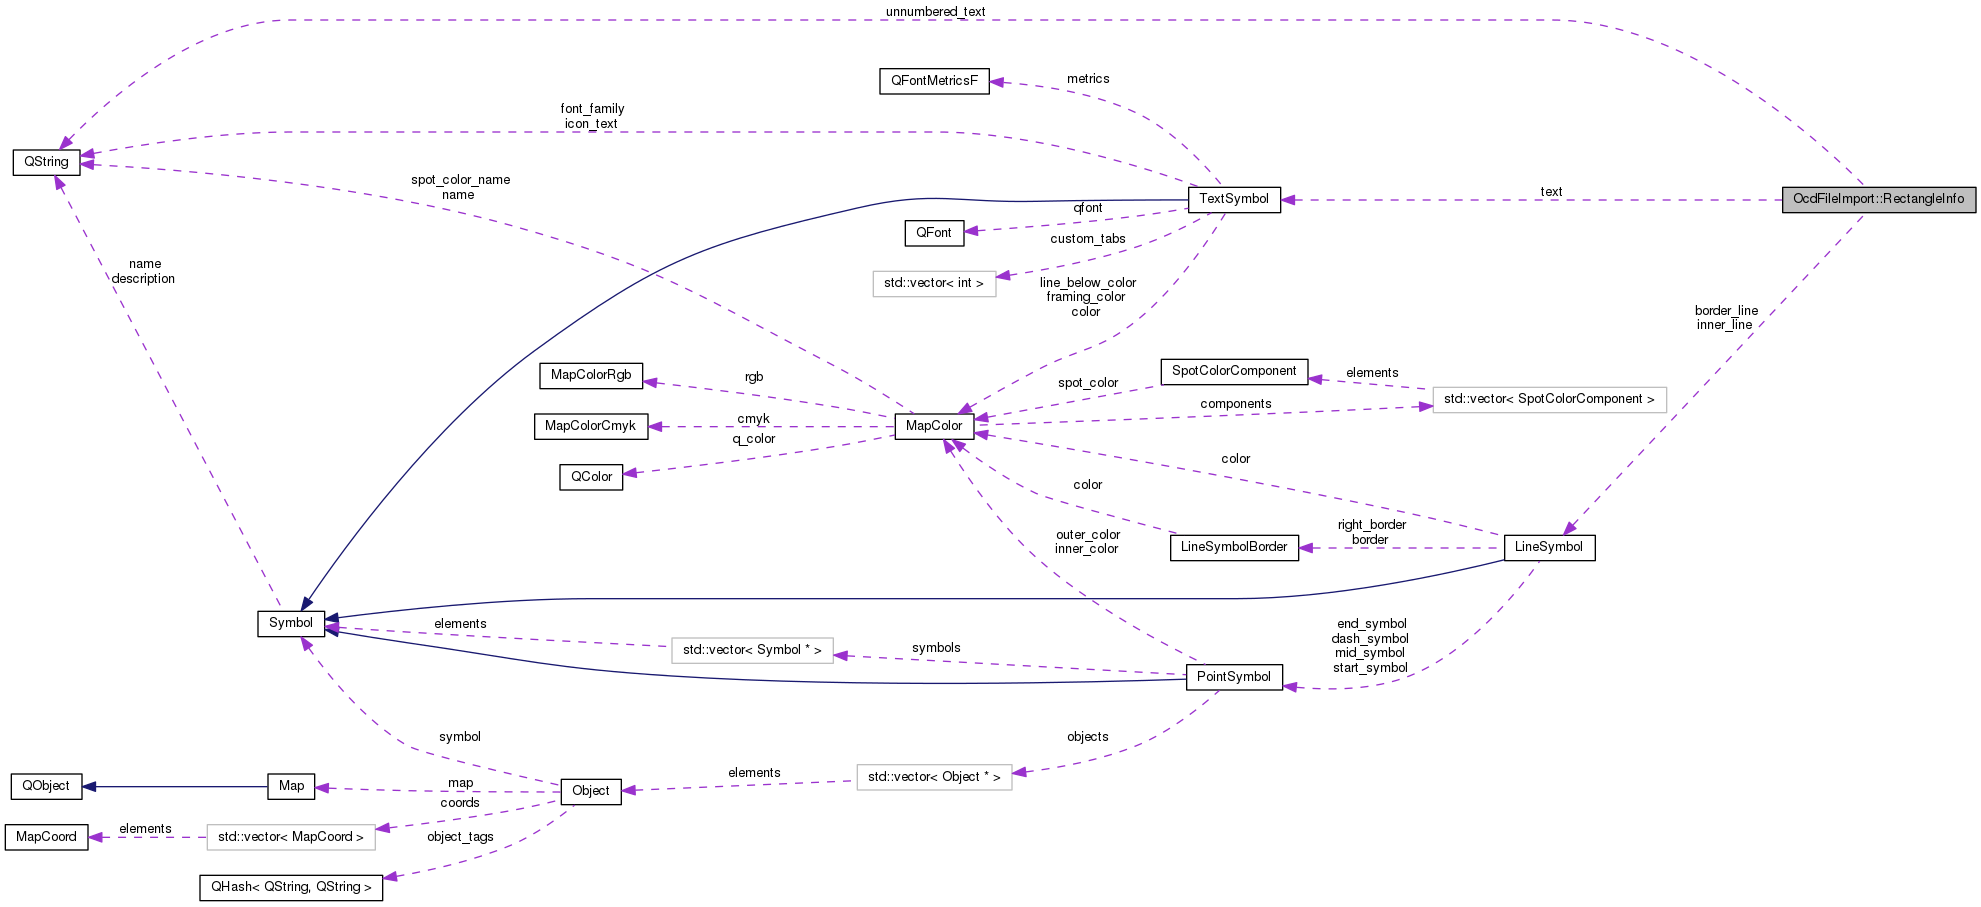 unnumbered_text
QFontMetricsF
metrics
font_family
icon_text
QString
spot_color_name
name
TextSymbol
text
OcdFileImport::RectangleInfo
qfont
QFont
custom_tabs
name
description
std::vector< int >
line_below_color
framing_color
color
border_line
inner_line
MapColorRgb
rgb
SpotColorComponent
elements
spot_color
std::vector< SpotColorComponent >
components
MapColorCmyk
cmyk
MapColor
q_color
QColor
color
color
outer_color
inner_color
LineSymbolBorder
right_border
border
LineSymbol
Symbol
elements
std::vector< Symbol * >
symbols
end_symbol
dash_symbol
mid_symbol
start_symbol
PointSymbol
symbol
objects
QObject
Map
map
Object
elements
std::vector< Object * >
coords
MapCoord
elements
std::vector< MapCoord >
object_tags
QHash< QString, QString >